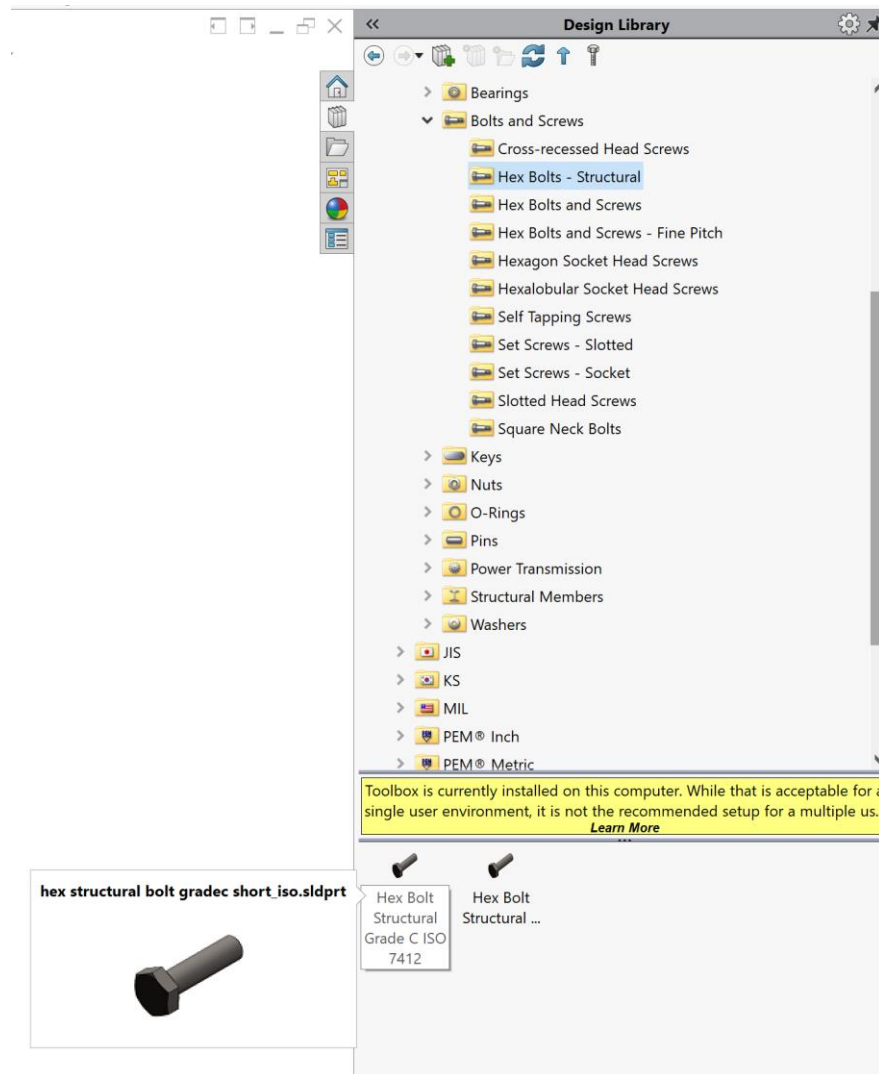 Design Library
Bearings
Bolts and Screws
Cross-recessed Head Screws
Hex Bolts - Structural
Hex Bolts and Screws
Hex Bolts and Screws - Fine Pitch
Hexagon Socket Head Screws
Hexalobular Socket Head Screws
Self Tapping Screws
Set Screws - Slotted
Set Screws - Socket
Slotted Head Screws
Square Neck Bolts
Keys
Nuts
O-Rings
Pins
Power Transmission
Structural Members
Washers
JIS
KS
MIL
PEM® Inch
PEM® Metric
Toolbox is currently installed on this computer. While that is acceptable for a
single user environment, it is not the recommended setup for a multiple us.
Learn More
hex structural bolt gradec short_iso.sldprt
Hex Bolt
Structural
Grade C ISO
7412
Hex Bolt
Structural ...